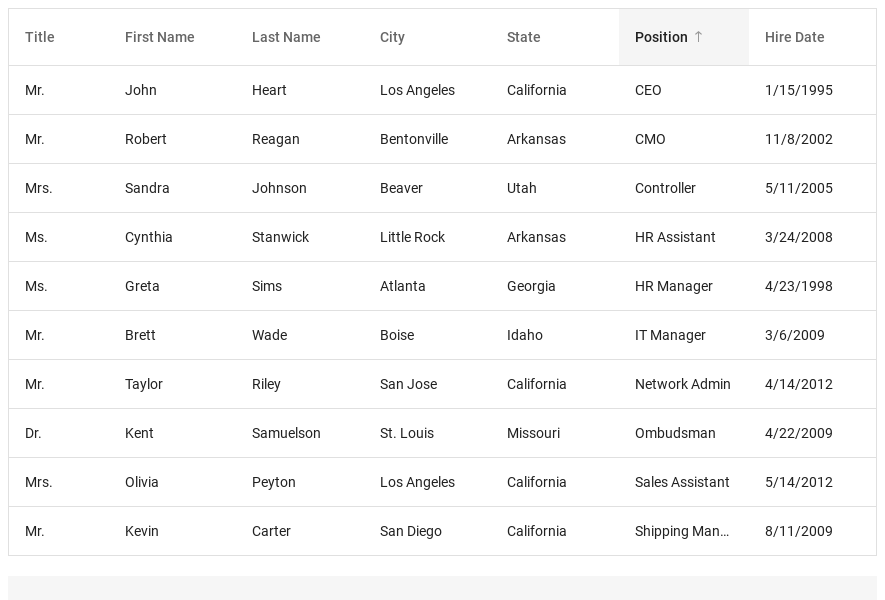 Title First Name Last Name City State Position ↑ Hire Date
Mr. John Heart Los Angeles California CEO 1/15/1995
Mr. Robert Reagan Bentonville Arkansas CMO 11/8/2002
Mrs. Sandra Johnson Beaver Utah Controller 5/11/2005
Ms. Cynthia Stanwick Little Rock Arkansas HR Assistant 3/24/2008
Ms. Greta Sims Atlanta Georgia HR Manager 4/23/1998
Mr. Brett Wade Boise Idaho IT Manager 3/6/2009
Mr. Taylor Riley San Jose California Network Admin 4/14/2012
Dr. Kent Samuelson St. Louis Missouri Ombudsman 4/22/2009
Mrs. Olivia Peyton Los Angeles California Sales Assistant 5/14/2012
Mr. Kevin Carter San Diego California Shipping Man... 8/11/2009